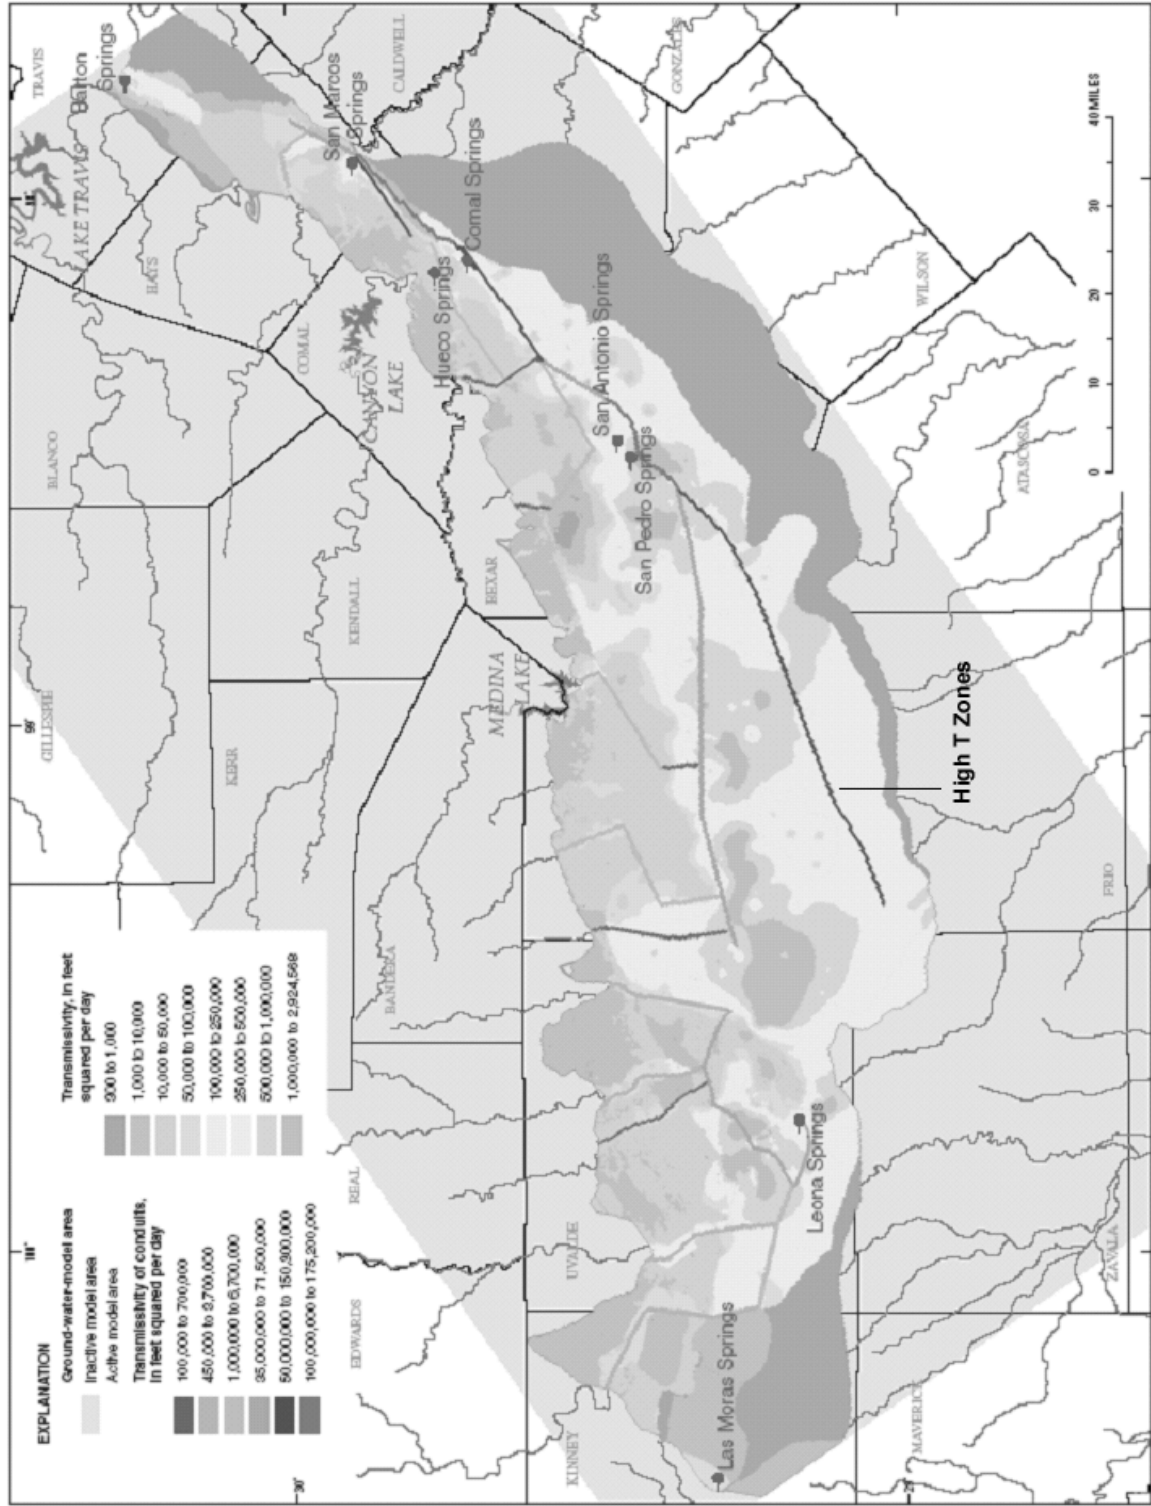 EXPLANATION
Ground-water-model area
Inactive model area
Active model area
Transmissivity of conduits,
in feet squared per day
100,000 to 700,000
450,000 to 3,700,000
1,000,000 to 6,700,000
35,000,000 to 71,500,000
50,000,000 to 150,300,000
100,000,000 to 175,200,000
Transmissivity, in feet
squared per day
900 to 1,000
1,000 to 10,000
10,000 to 50,000
50,000 to 100,000
100,000 to 250,000
250,000 to 500,000
500,000 to 1,000,000
1,000,000 to 2,924,568
99°
30'
GILLESPIE
BLANCO
TRAVIS
LAKE TRAVIS
Barton
Springs
HAYS
KERR
KENDALL
COMAL
CANYON
LAKE
San Marcos
Springs
CALDWELL
Comal Springs
Hueco Springs
GONZALES
EDWARDS
REAL
BANDERA
MEDINA
LAKE
BEXAR
San Antonio Springs
San Pedro Springs
WILSON
KINNEY
UVALDE
Las Moras Springs
Leona Springs
High T Zones
ATASCOSA
MAVERICK
ZAVALA
FRIO
0 10 20 30 40 MILES